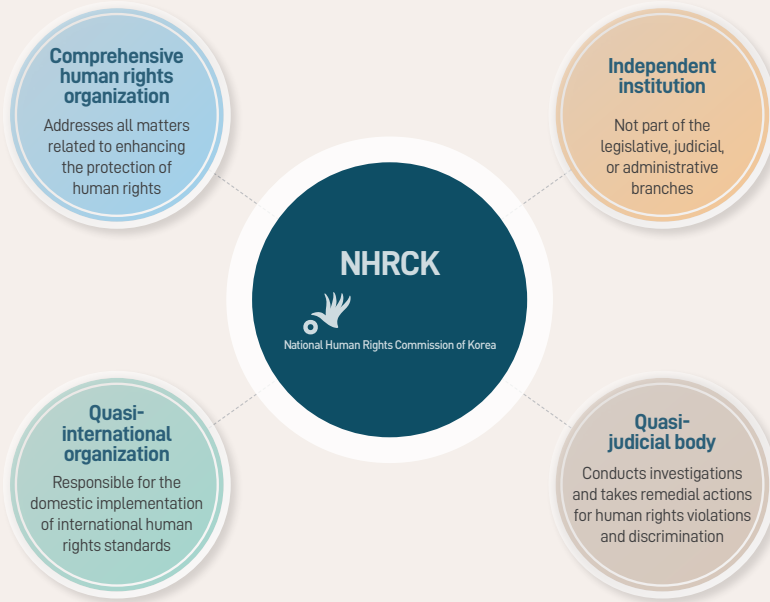 Comprehensive
human rights
organization
Addresses all matters
related to enhancing
the protection of
human rights
Independent
institution
Not part of the
legislative, judicial,
or administrative
branches
NHRCK
National Human Rights Commission of Korea
Quasi-
international
organization
Responsible for the
domestic implementation
of international human
rights standards
Quasi-
judicial body
Conducts investigations
and takes remedial actions
for human rights violations
and discrimination